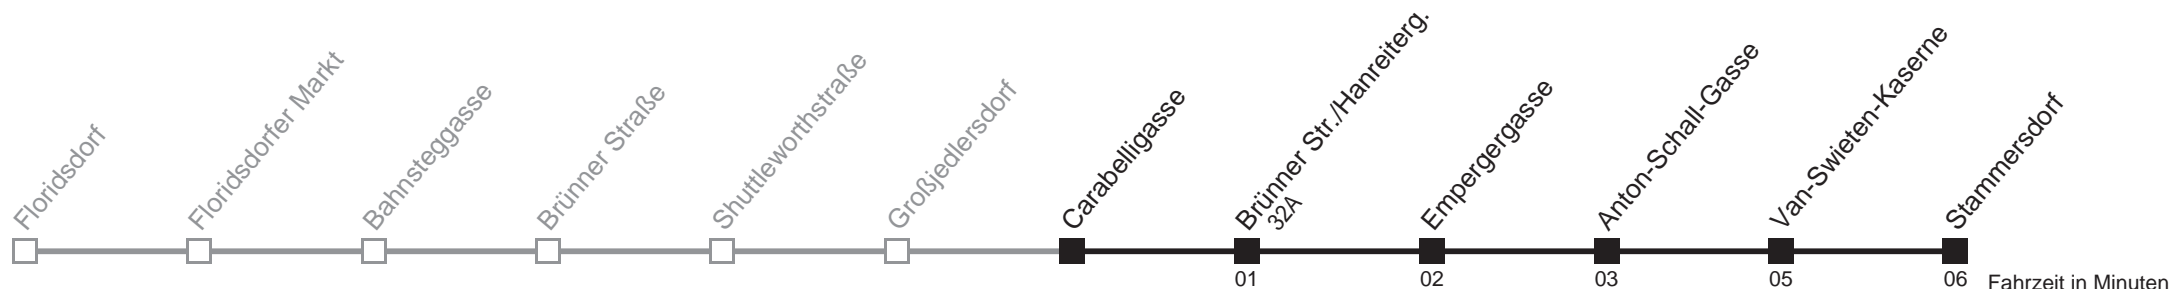 Floridsdorf
Floridsdorfer Markt
Bahnsteggasse
Brünner Straße
Shuttleworthstraße
Großjedlersdorf
Carabelligasse
Brünner Str./Hanreiterg.
32A
Empergergasse
Anton-Schall-Gasse
Van-Swieten-Kaserne
Stammersdorf
01
02
03
05
06
Fahrzeit in Minuten